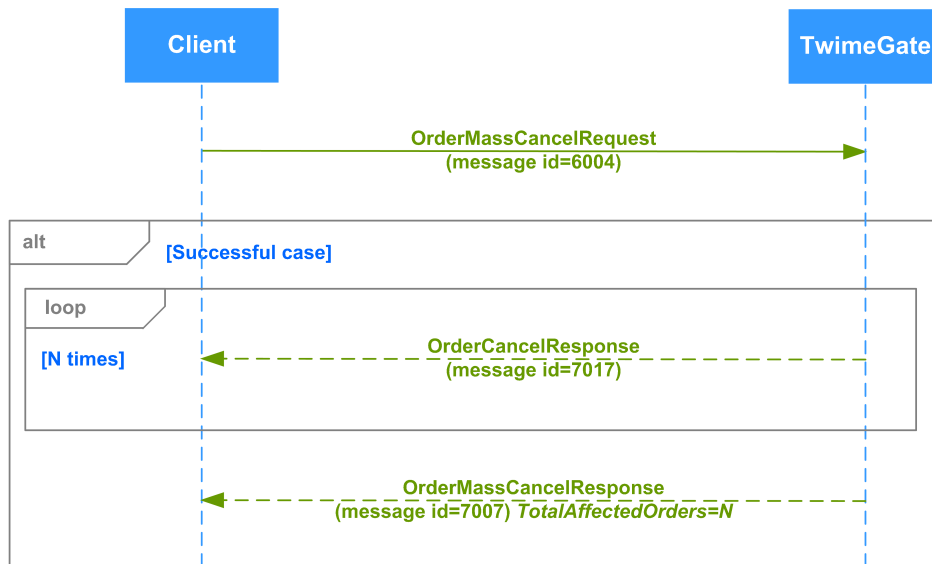 Client
TwimeGate
OrderMassCancelRequest
(message id=6004)
alt
[Successful case]
loop
[N times]
OrderCancelResponse
(message id=7017)
OrderMassCancelResponse
(message id=7007) TotalAffectedOrders=N